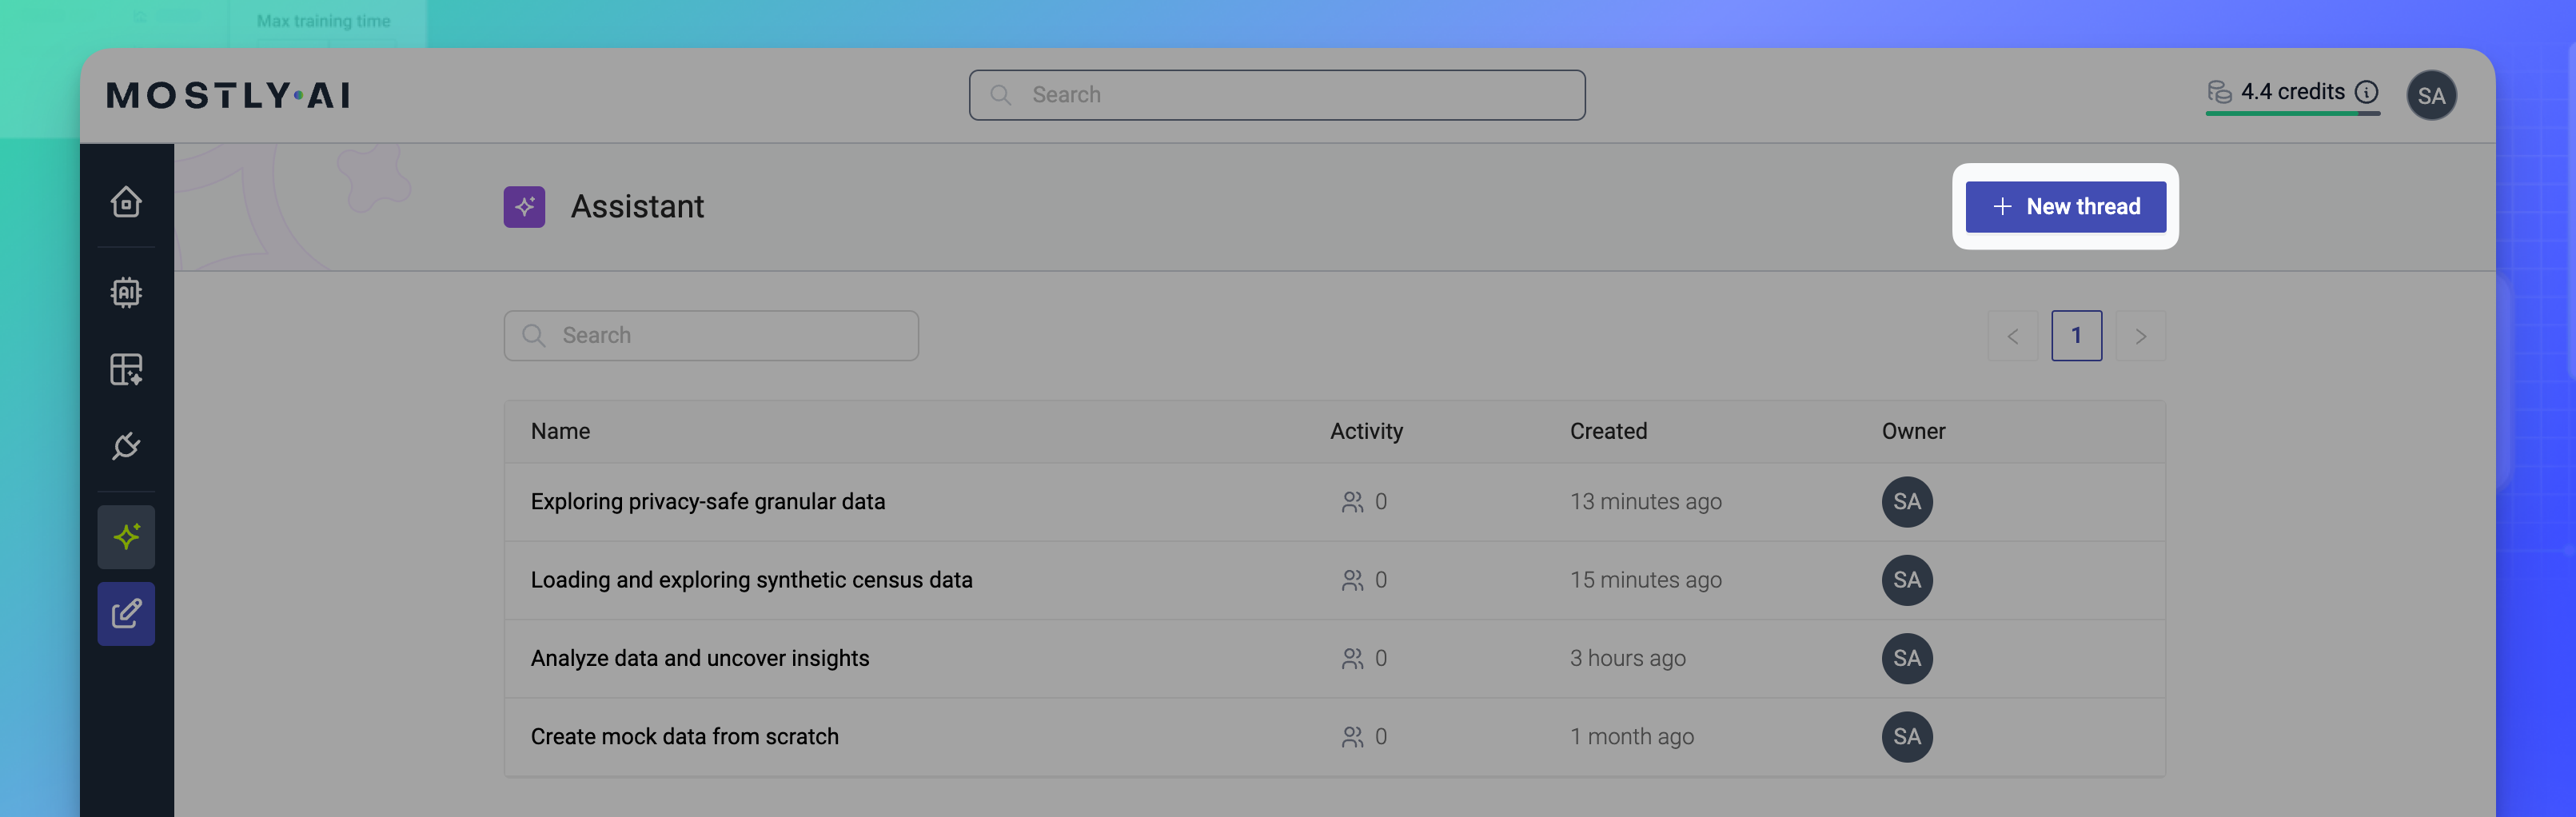 Max training time
MOSTLY•AI
Search
4.4 credits
SA
AI
Assistant
New thread
Search
1
Name Activity Created Owner
Exploring privacy-safe granular data 0 13 minutes ago SA
Loading and exploring synthetic census data 0 15 minutes ago SA
Analyze data and uncover insights 0 3 hours ago SA
Create mock data from scratch 0 1 month ago SA